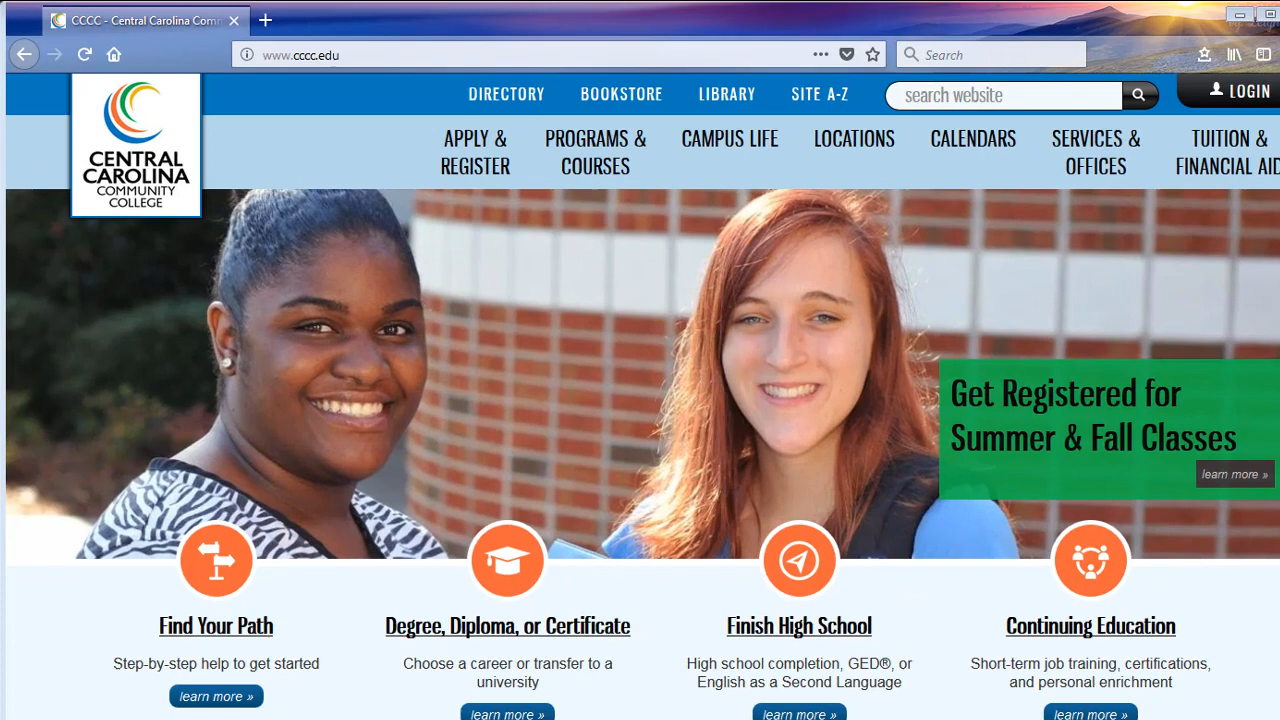 CCCC - Central Carolina Comm
www.cccc.edu
Search
DIRECTORY
BOOKSTORE
LIBRARY
SITE A-Z
search website
LOGIN
CENTRAL
CAROLINA
COMMUNITY
COLLEGE
APPLY &
REGISTER
PROGRAMS &
COURSES
CAMPUS LIFE
LOCATIONS
CALENDARS
SERVICES &
OFFICES
TUITION &
FINANCIAL AID
Get Registered for
Summer & Fall Classes
learn more »
Find Your Path
Step-by-step help to get started
learn more »
Degree, Diploma, or Certificate
Choose a career or transfer to a
university
learn more »
Finish High School
High school completion, GED®, or
English as a Second Language
learn more »
Continuing Education
Short-term job training, certifications,
and personal enrichment
learn more »